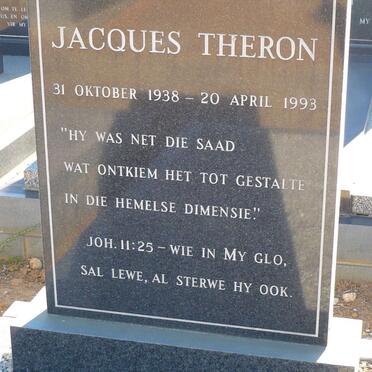 JACQUES THERON
31 OKTOBER 1938 – 20 APRIL 1993
"HY WAS NET DIE SAAD
WAT ONTKIEM HET TOT GESTALTE
IN DIE HEMELSE DIMENSIE."
JOH. 11:25 – WIE IN MY GLO,
SAL LEWE, AL STERWE HY OOK.